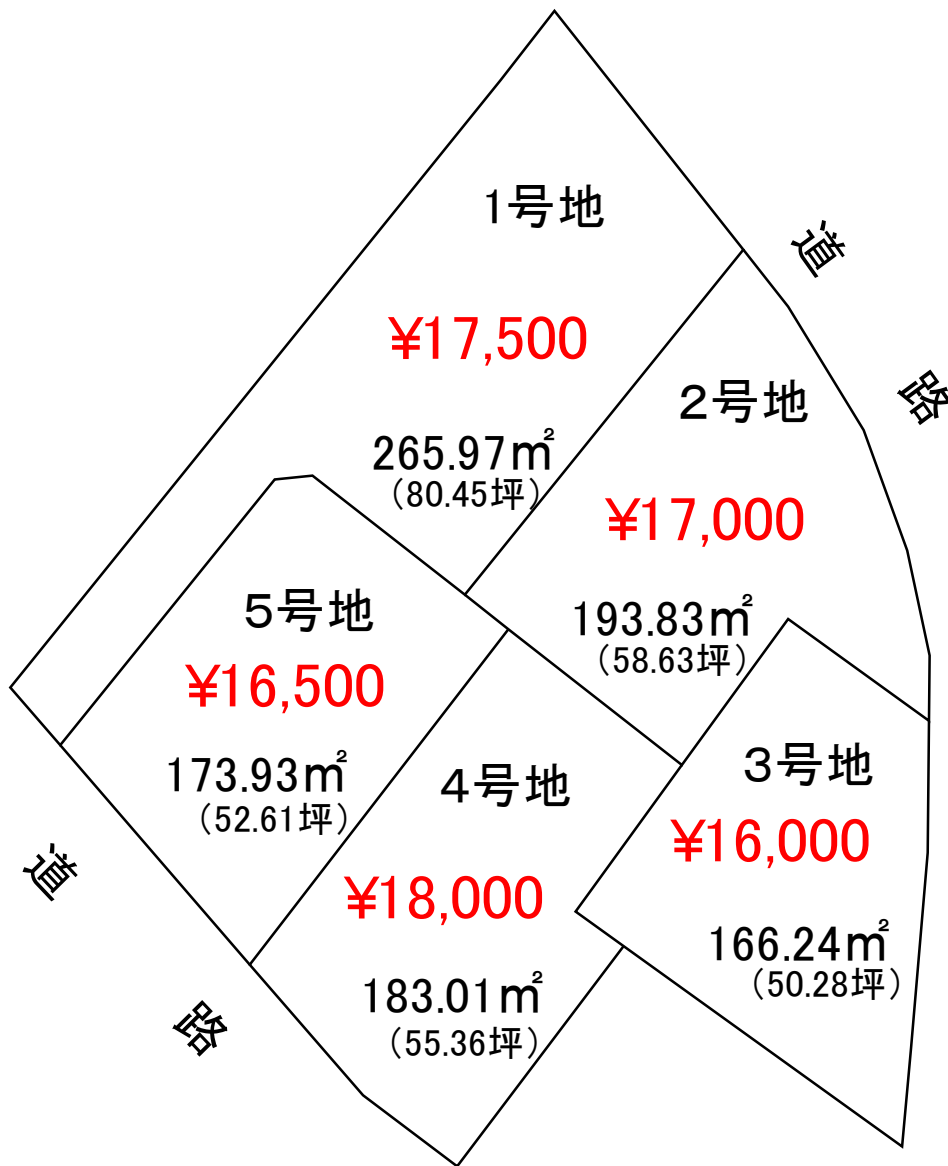 1号地
¥17,500
265.97㎡
(80.45坪)
道路
2号地
¥17,000
193.83㎡
(58.63坪)
5号地
¥16,500
173.93㎡
(52.61坪)
4号地
¥18,000
183.01㎡
(55.36坪)
3号地
¥16,000
166.24㎡
(50.28坪)
道路